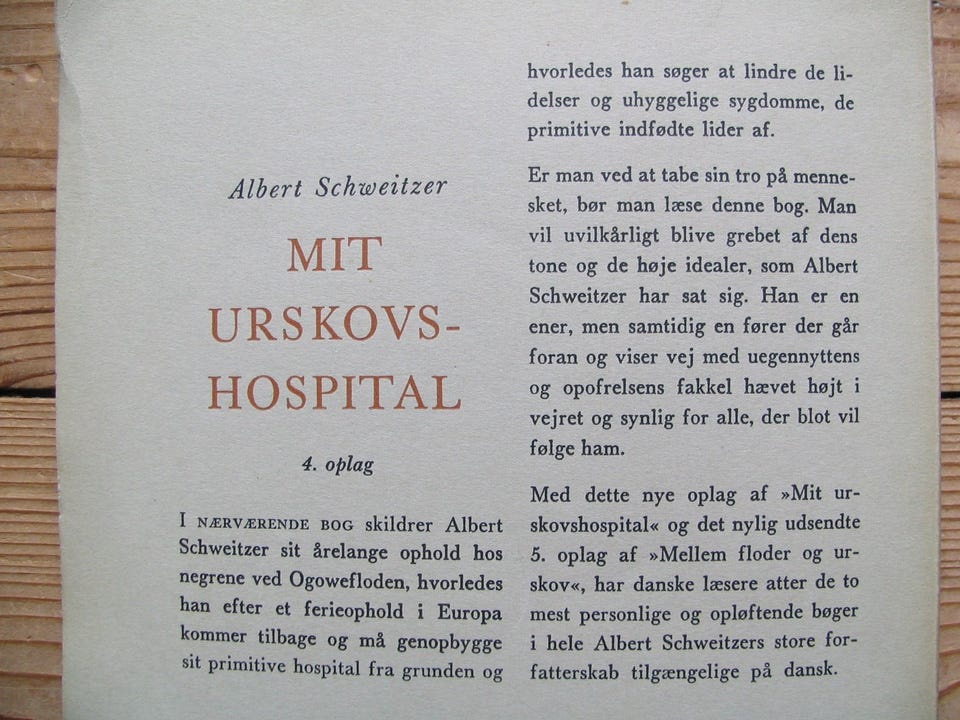 Albert Schweitzer
MIT
URSKOVS-
HOSPITAL
4. oplag
I NÆRVÆRENDE BOG skildrer Albert
Schweitzer sit årelange ophold hos
negrene ved Ogowefloden, hvorledes
han efter et ferieophold i Europa
kommer tilbage og må genopbygge
sit primitive hospital fra grunden og
hvorledes han søger at lindre de li-
delser og uhyggelige sygdomme, de
primitive indfødte lider af.
Er man ved at tabe sin tro på menne-
sket, bør man læse denne bog. Man
vil uvilkårligt blive grebet af dens
tone og de høje idealer, som Albert
Schweitzer har sat sig. Han er en
ener, men samtidig en fører der går
foran og viser vej med uegennyttens
og opofrelsens fakkel hævet højt i
vejret og synlig for alle, der blot vil
følge ham.
Med dette nye oplag af »Mit ur-
skovshospital« og det nylig udsendte
5. oplag af »Mellem floder og ur-
skov«, har danske læsere atter de to
mest personlige og opløftende bøger
i hele Albert Schweitzers store for-
fatterskab tilgængelige på dansk.